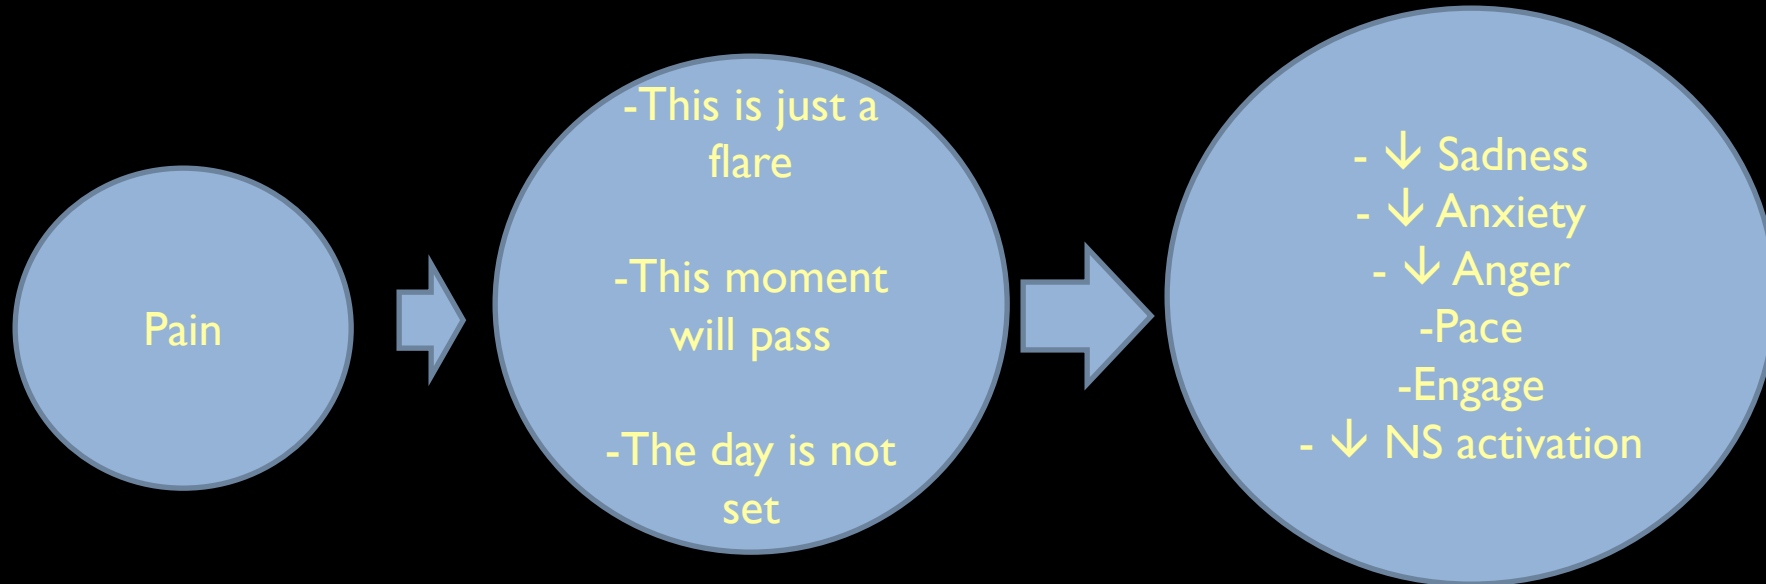 Pain
-This is just a
flare
-This moment
will pass
-The day is not
set
- ↓ Sadness
- ↓ Anxiety
- ↓ Anger
-Pace
-Engage
- ↓ NS activation